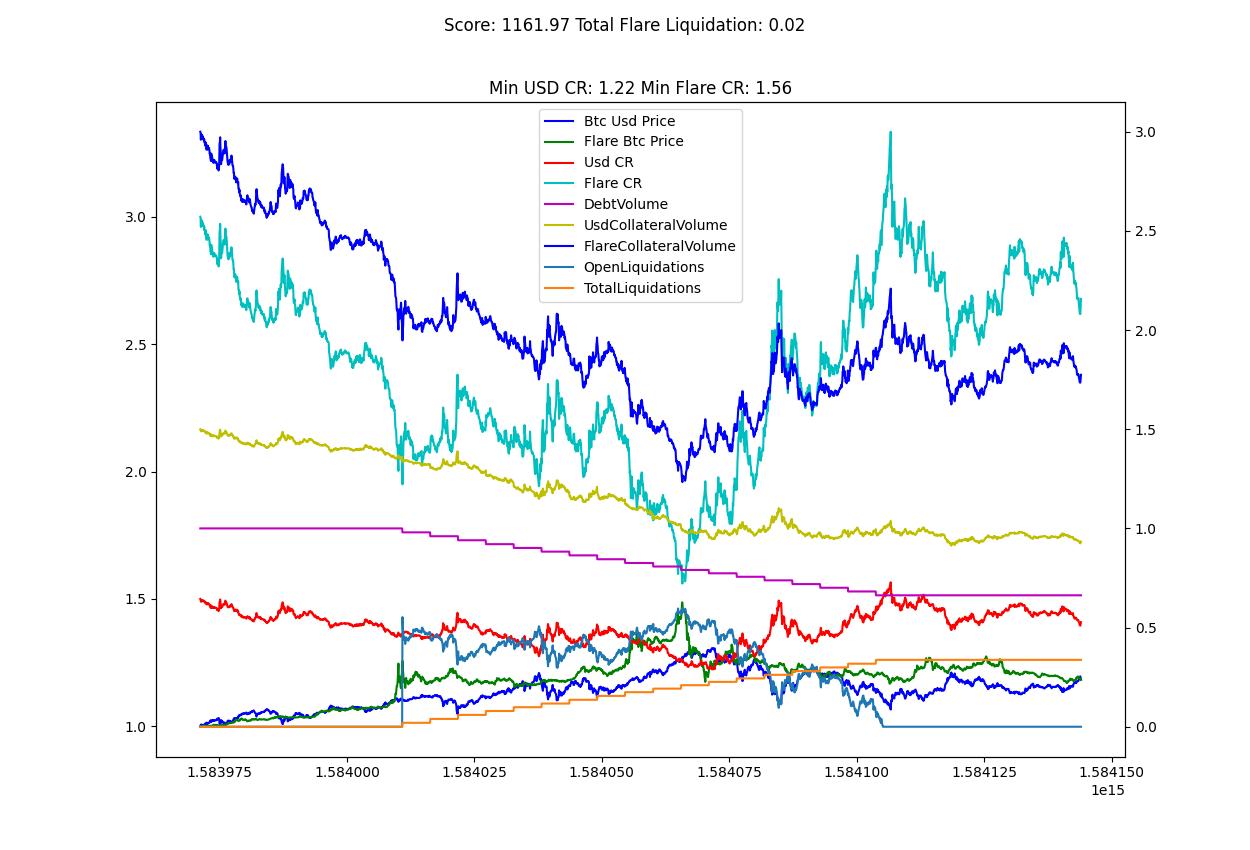 Score: 1161.97 Total Flare Liquidation: 0.02
Min USD CR: 1.22 Min Flare CR: 1.56
Btc Usd Price
Flare Btc Price
Usd CR
Flare CR
DebtVolume
UsdCollateralVolume
FlareCollateralVolume
OpenLiquidations
TotalLiquidations
3.0
2.5
2.0
1.5
1.0
3.0
2.5
2.0
1.5
1.0
0.5
0.0
1.583975 1.584000 1.584025 1.584050 1.584075 1.584100 1.584125 1.584150
1e15